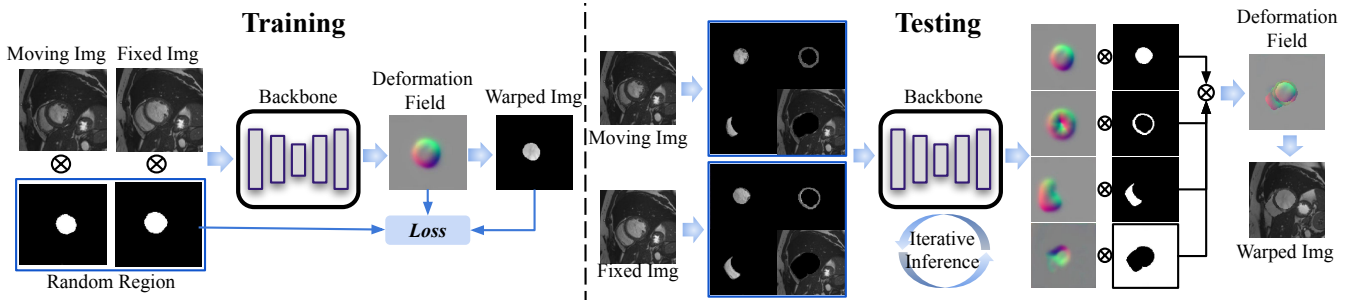 Training
Moving Img
Fixed Img
Backbone
Deformation
Field
Warped Img
Loss
Random Region
Testing
Moving Img
Fixed Img
Backbone
Iterative
Inference
Deformation
Field
Warped Img